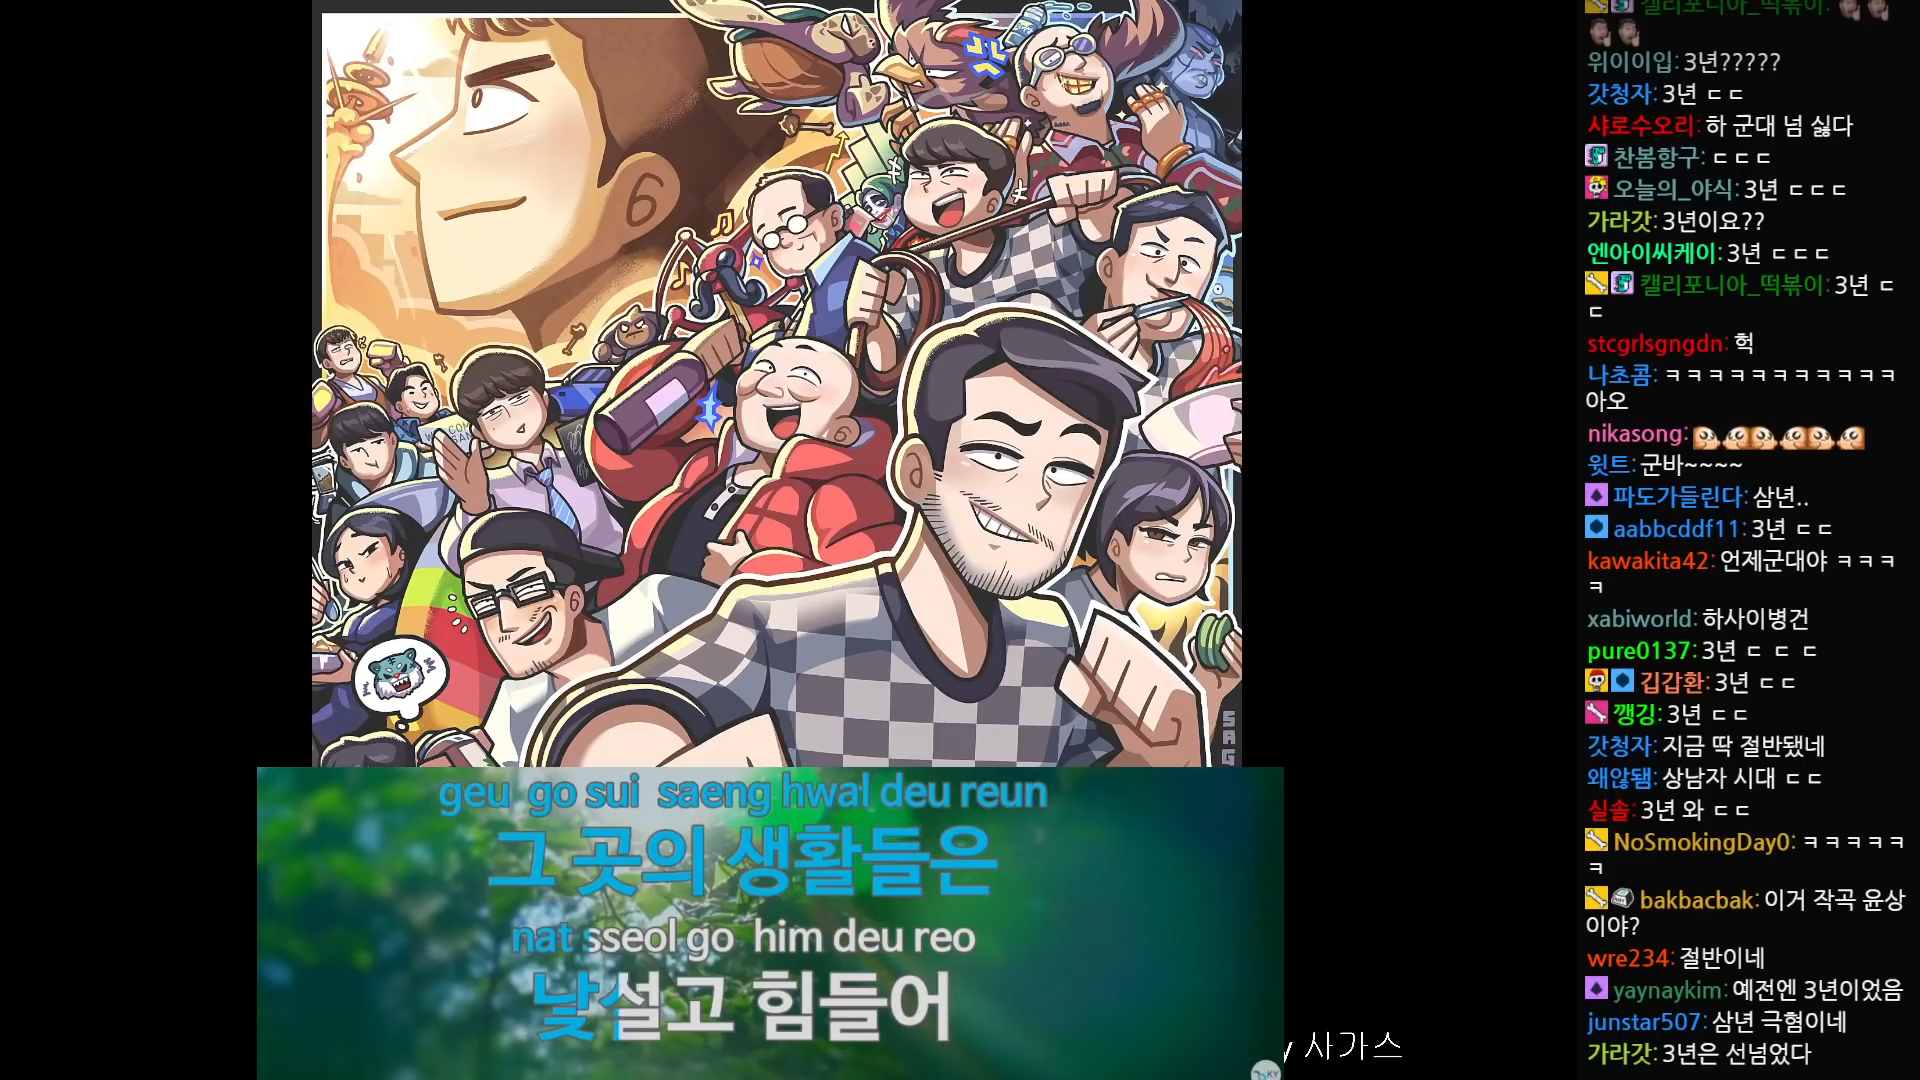 WELCOM
SAG
geu go sui saeng hwal deu reun
그 곳의 생활들은
nat sseol go him deu reo
낯설고 힘들어
y 사가스
KY
캘리포니아_떡볶이:
위이이입: 3년?????
갓청자: 3년 ㄷㄷ
샤로수오리: 하 군대 넘 싫다
찬봄항구: ㄷㄷㄷ
오늘의_야식: 3년 ㄷㄷㄷ
가라갓: 3년이요??
엔아이씨케이: 3년 ㄷㄷㄷ
캘리포니아_떡볶이: 3년 ㄷ
ㄷ
stcgrlsgngdn: 헉
나초콤: ㅋㅋㅋㅋㅋㅋㅋㅋㅋㅋㅋ
아오
nikasong:
윗트: 군바~~~~
파도가들린다: 삼년..
aabbcddf11: 3년 ㄷㄷ
kawakita42: 언제군대야 ㅋㅋㅋ
ㅋ
xabiworld: 하사이병건
pure0137: 3년 ㄷ ㄷ ㄷ
김갑환: 3년 ㄷㄷ
깽깅: 3년 ㄷㄷ
갓청자: 지금 딱 절반됐네
왜않됌: 상남자 시대 ㄷㄷ
실솔: 3년 와 ㄷㄷ
NoSmokingDay0: ㅋㅋㅋㅋㅋ
ㅋ
bakbacbak: 이거 작곡 윤상
이야?
wre234: 절반이네
yaynaykim: 예전엔 3년이었음
junstar507: 삼년 극혐이네
가라갓: 3년은 선넘었다